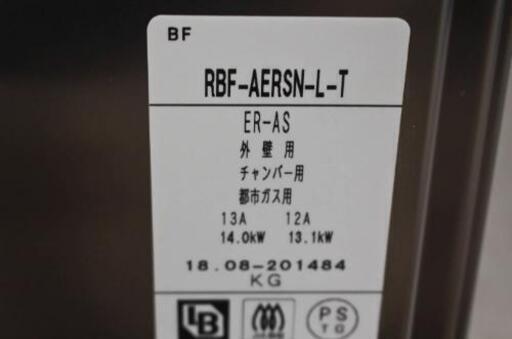 BF
RBF-AERSN-L-T
ER-AS
外壁用
チャンバー用
都市ガス用
13A 12A
14.0kW 13.1kW
18.08-201484
KG
PS
TG